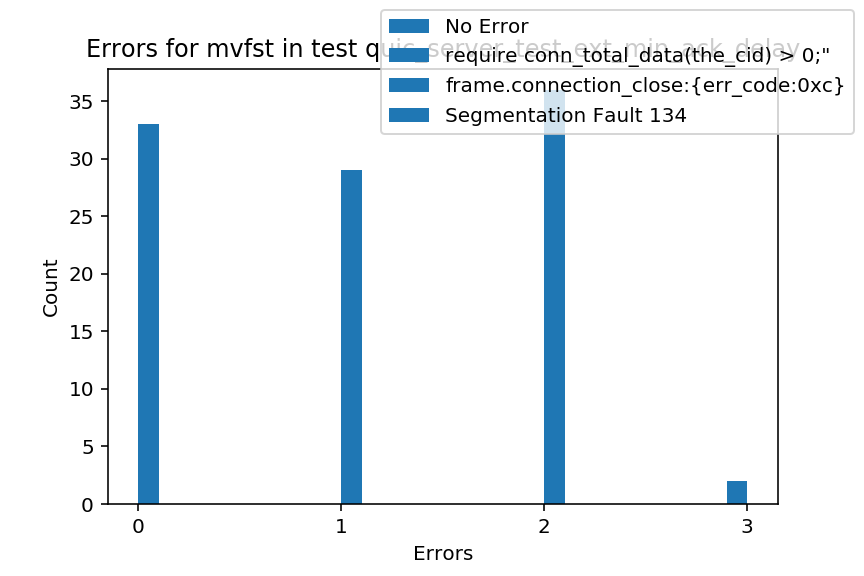 Errors for mvfst in test quic_server_test_ext_min_ack_delay
No Error
require conn_total_data(the_cid) > 0;"
frame.connection_close:{err_code:0xc}
Segmentation Fault 134
35
30
25
20
15
10
5
0
Count
0 1 2 3
Errors